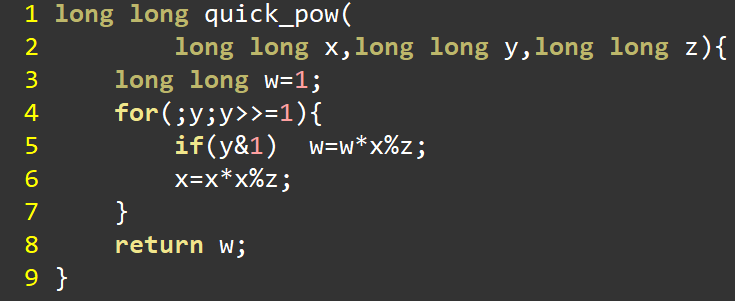 1 long long quick_pow(
2         long long x,long long y,long long z){
3     long long w=1;
4     for(;y;y>>=1){
5         if(y&1)  w=w*x%z;
6         x=x*x%z;
7     }
8     return w;
9 }